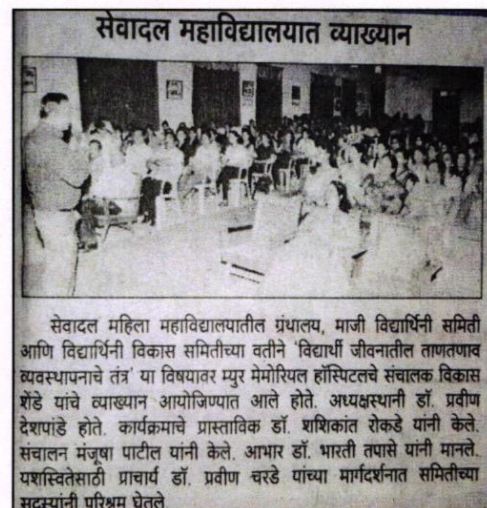 सेवादल महाविद्यालयात व्याख्यान
सेवादल महिला महाविद्यालयातील ग्रंथालय, माजी विद्यार्थिनी समिती
आणि विद्यार्थिनी विकास समितीच्या वतीने 'विद्यार्थी जीवनातील ताणतणाव
व्यवस्थापनाचे तंत्र' या विषयावर म्युर मेमोरियल हॉस्पिटलचे संचालक विकास
शेंडे यांचे व्याख्यान आयोजिण्यात आले होते. अध्यक्षस्थानी डॉ. प्रवीण
देशपांडे होते. कार्यक्रमाचे प्रास्ताविक डॉ. शशिकांत रोकडे यांनी केले.
संचालन मंजूषा पाटील यांनी केले. आभार डॉ. भारती तपासे यांनी मानले.
यशस्वितेसाठी प्राचार्य डॉ. प्रवीण चरडे यांच्या मार्गदर्शनात समितीच्या
सदस्यांनी परिश्रम घेतले